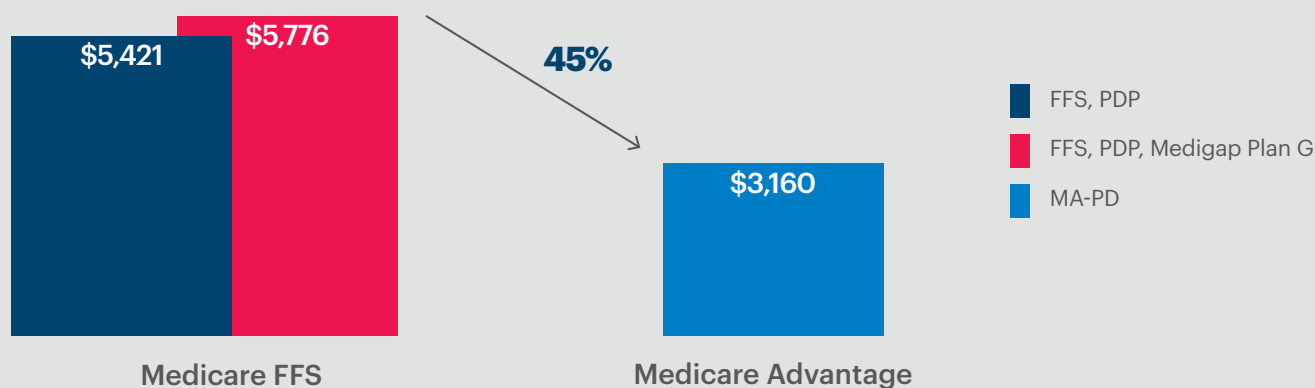 $5,421
$5,776
45%
$3,160
FFS, PDP
FFS, PDP, Medigap Plan G
MA-PD
Medicare FFS
Medicare Advantage